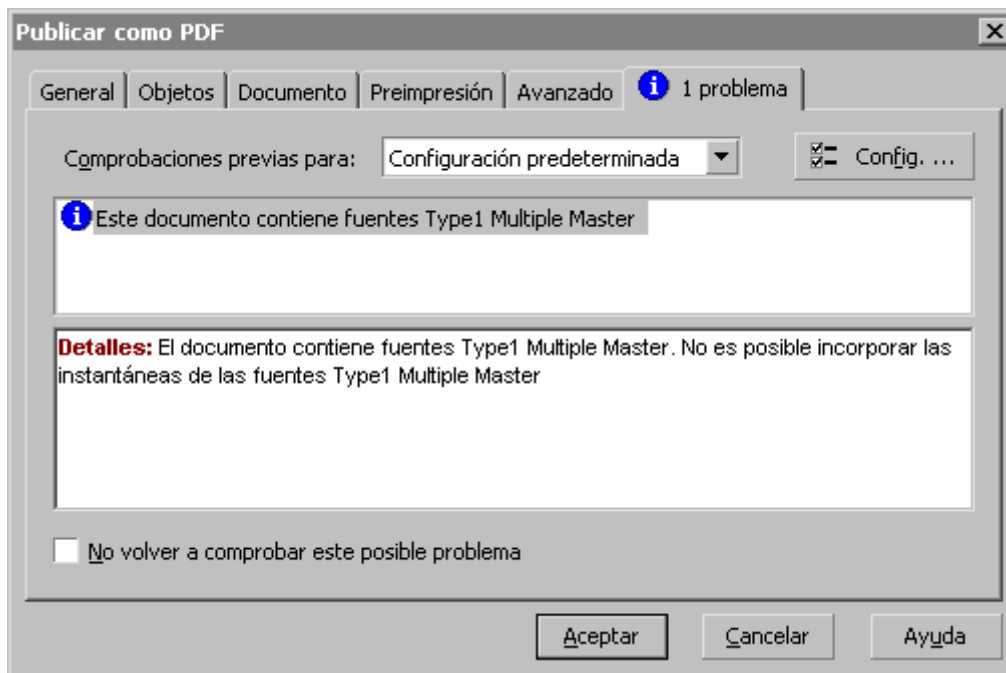 Publicar como PDF
General Objetos Documento Preimpresión Avanzado 1 problema
Comprobaciones previas para: Configuración predeterminada Config. ...
Este documento contiene fuentes Type1 Multiple Master
Detalles: El documento contiene fuentes Type1 Multiple Master. No es posible incorporar las
instantáneas de las fuentes Type1 Multiple Master
No volver a comprobar este posible problema
Aceptar Cancelar Ayuda